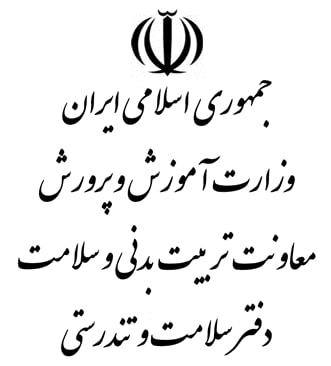 جمهوری اسلامی ایران
وزارت آموزش و پرورش
معاونت تربیت بدنی و سلامت
دفتر سلامت و تندرستی